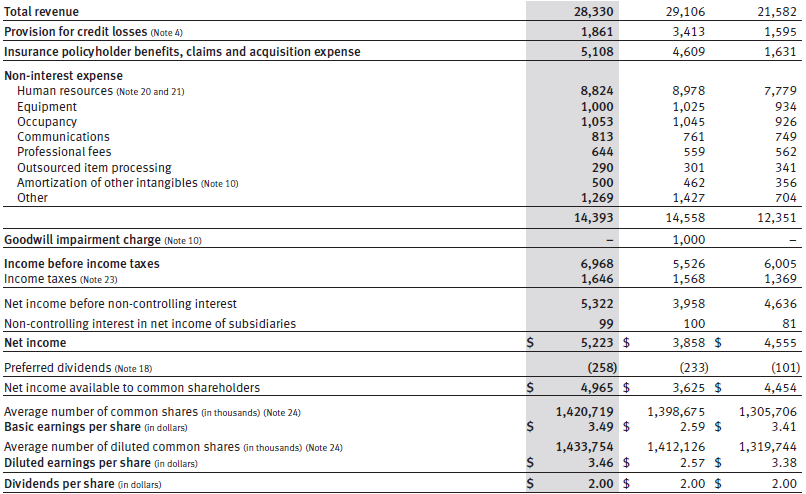 Total revenue 28,330 29,106 21,582
Provision for credit losses (Note 4) 1,861 3,413 1,595
Insurance policyholder benefits, claims and acquisition expense 5,108 4,609 1,631
Non-interest expense
Human resources (Note 20 and 21) 8,824 8,978 7,779
Equipment 1,000 1,025 934
Occupancy 1,053 1,045 926
Communications 813 761 749
Professional fees 644 559 562
Outsourced item processing 290 301 341
Amortization of other intangibles (Note 10) 500 462 356
Other 1,269 1,427 704
14,393 14,558 12,351
Goodwill impairment charge (Note 10) – 1,000 –
Income before income taxes 6,968 5,526 6,005
Income taxes (Note 23) 1,646 1,568 1,369
Net income before non-controlling interest 5,322 3,958 4,636
Non-controlling interest in net income of subsidiaries 99 100 81
Net income $ 5,223 $ 3,858 $ 4,555
Preferred dividends (Note 18) (258) (233) (101)
Net income available to common shareholders $ 4,965 $ 3,625 $ 4,454
Average number of common shares (in thousands) (Note 24) 1,420,719 1,398,675 1,305,706
Basic earnings per share (in dollars) $ 3.49 $ 2.59 $ 3.41
Average number of diluted common shares (in thousands) (Note 24) 1,433,754 1,412,126 1,319,744
Diluted earnings per share (in dollars) $ 3.46 $ 2.57 $ 3.38
Dividends per share (in dollars) $ 2.00 $ 2.00 $ 2.00